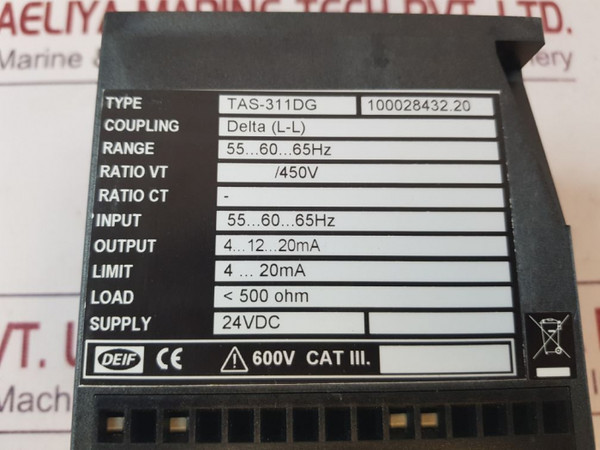 AELIYA MARINE TECH PVT. LTD.
Marine &
TYPE TAS-311DG 100028432.20
COUPLING Delta (L-L)
RANGE 55...60...65Hz
RATIO VT /450V
RATIO CT -
INPUT 55...60...65Hz
OUTPUT 4...12...20mA
LIMIT 4 ... 20mA
LOAD < 500 ohm
SUPPLY 24VDC
DEIF CE 600V CAT III.
VT.
Mach